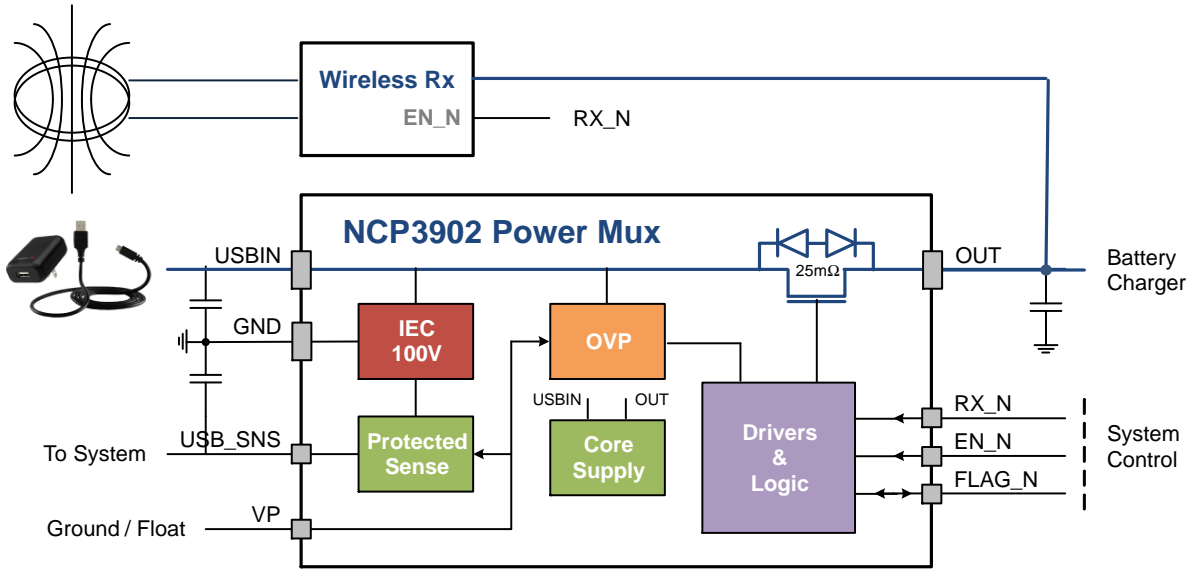 Wireless Rx
EN_N
RX_N
NCP3902 Power Mux
USBIN
OUT
25mΩ
Battery
Charger
GND
IEC
100V
OVP
USBIN
OUT
RX_N
USB_SNS
To System
Protected
Sense
Core
Supply
Drivers
&
Logic
EN_N
System
Control
FLAG_N
VP
Ground / Float